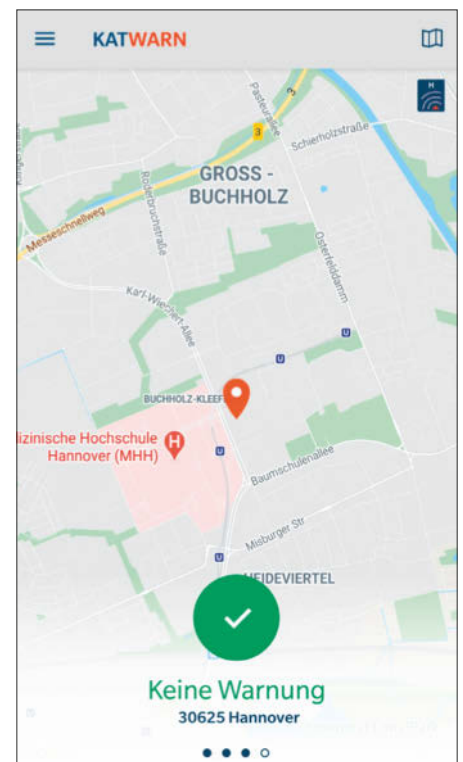 KATWARN
H
Pasteurallee
3
Schierholzstraße
GROSS -
BUCHHOLZ
Roderbruchstraße
Messeschnellweg
Osterfelddamm
Karl-Wiechert-Allee
U
U
BUCHHOLZ-KLEEF
izinische Hochschule
Hannover (MHH)
H
U
Baumschulenallee
Misburger Str
U
HEIDEVIERTEL
Keine Warnung
30625 Hannover